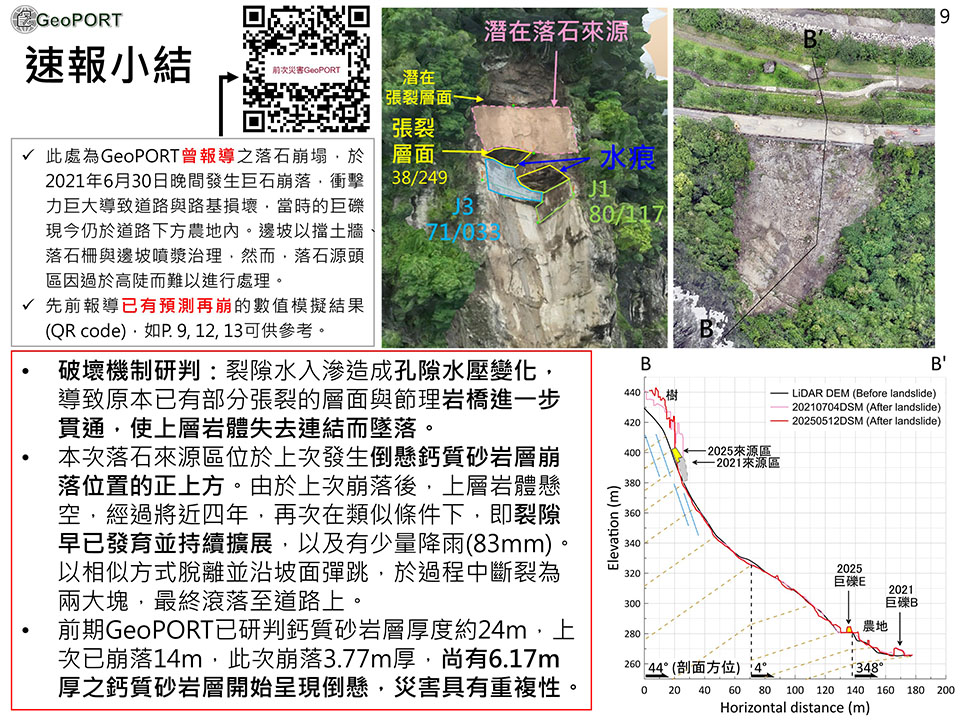 GeoPORT
9
速報小結
前次災害GeoPORT
✓ 此處為GeoPORT曾報導之落石崩塌，於
2021年6月30日晚間發生巨石崩落，衝擊
力巨大導致道路與路基損壞，當時的巨礫
現今仍於道路下方農地內。邊坡以擋土牆、
落石柵與邊坡噴漿治理，然而，落石源頭
區因過於高陡而難以進行處理。
✓ 先前報導已有預測再崩的數值模擬結果
(QR code)，如P. 9, 12, 13可供參考。
潛在落石來源
潛在
張裂層面
張裂
層面
38/249
水痕
J1
80/117
J3
71/033
B'
B
• 破壞機制研判：裂隙水入滲造成孔隙水壓變化，
導致原本已有部分張裂的層面與節理岩橋進一步
貫通，使上層岩體失去連結而墜落。
• 本次落石來源區位於上次發生倒懸鈣質砂岩層崩
落位置的正上方。由於上次崩落後，上層岩體懸
空，經過將近四年，再次在類似條件下，即裂隙
早已發育並持續擴展，以及有少量降雨(83mm)。
以相似方式脫離並沿坡面彈跳，於過程中斷裂為
兩大塊，最終滾落至道路上。
• 前期GeoPORT已研判鈣質砂岩層厚度約24m，上
次已崩落14m，此次崩落3.77m厚，尚有6.17m
厚之鈣質砂岩層開始呈現倒懸，災害具有重複性。
B
B'
樹
LiDAR DEM (Before landslide)
20210704DSM (After landslide)
20250512DSM (After landslide)
2025來源區
2021來源區
2025
巨礫E
2021
巨礫B
農地
44° (剖面方位)
4°
348°
Elevation (m)
440
420
400
380
360
340
320
300
280
260
0 20 40 60 80 100 120 140 160 180 200
Horizontal distance (m)